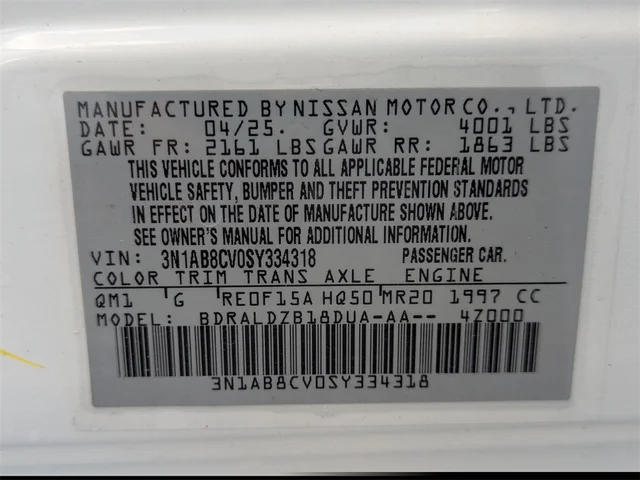 MANUFACTURED BY NISSAN MOTOR CO., LTD.
DATE: 04/25. GVWR: 4001 LBS
GAWR FR: 2161 LBS GAWR RR: 1863 LBS
THIS VEHICLE CONFORMS TO ALL APPLICABLE FEDERAL MOTOR
VEHICLE SAFETY, BUMPER AND THEFT PREVENTION STANDARDS
IN EFFECT ON THE DATE OF MANUFACTURE SHOWN ABOVE.
SEE OWNER'S MANUAL FOR ADDITIONAL INFORMATION.
VIN: 3N1AB8CV0SY334318 PASSENGER CAR.
COLOR TRIM TRANS AXLE ENGINE
QM1 G RE0F15A HQ50 MR20 1997 CC
MODEL: BDRALDZB18DUA-AA-- 4Z000
3N1AB8CV0SY334318